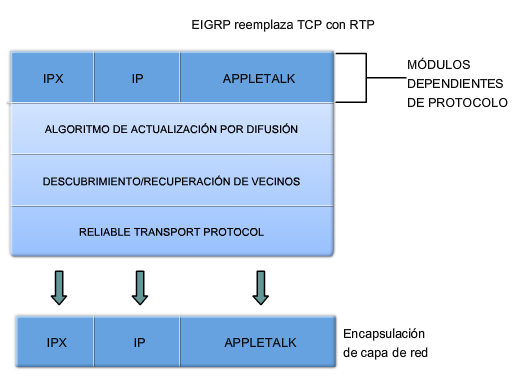 EIGRP reemplaza TCP con RTP
IPX
IP
APPLETALK
MÓDULOS
DEPENDIENTES
DE PROTOCOLO
ALGORITMO DE ACTUALIZACIÓN POR DIFUSIÓN
DESCUBRIMIENTO/RECUPERACIÓN DE VECINOS
RELIABLE TRANSPORT PROTOCOL
IPX
IP
APPLETALK
Encapsulación
de capa de red